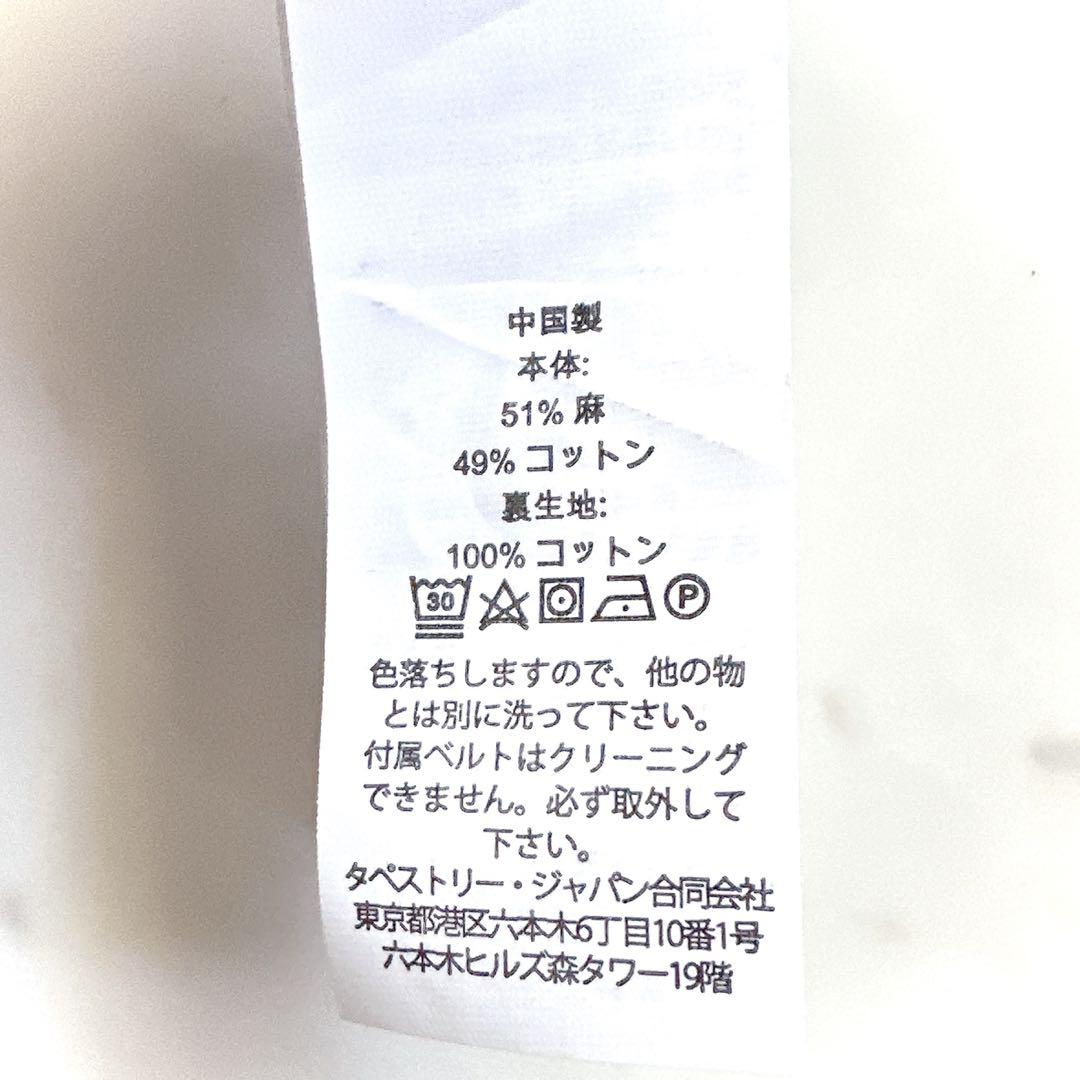 中国製
本体:
51% 麻
49% コットン
裏生地:
100% コットン
30 P
色落ちしますので、他の物
とは別に洗って下さい。
付属ベルトはクリーニング
できません。必ず取外して
下さい。
タペストリー・ジャパン合同会社
東京都港区六本木6丁目10番1号
六本木ヒルズ森タワー19階